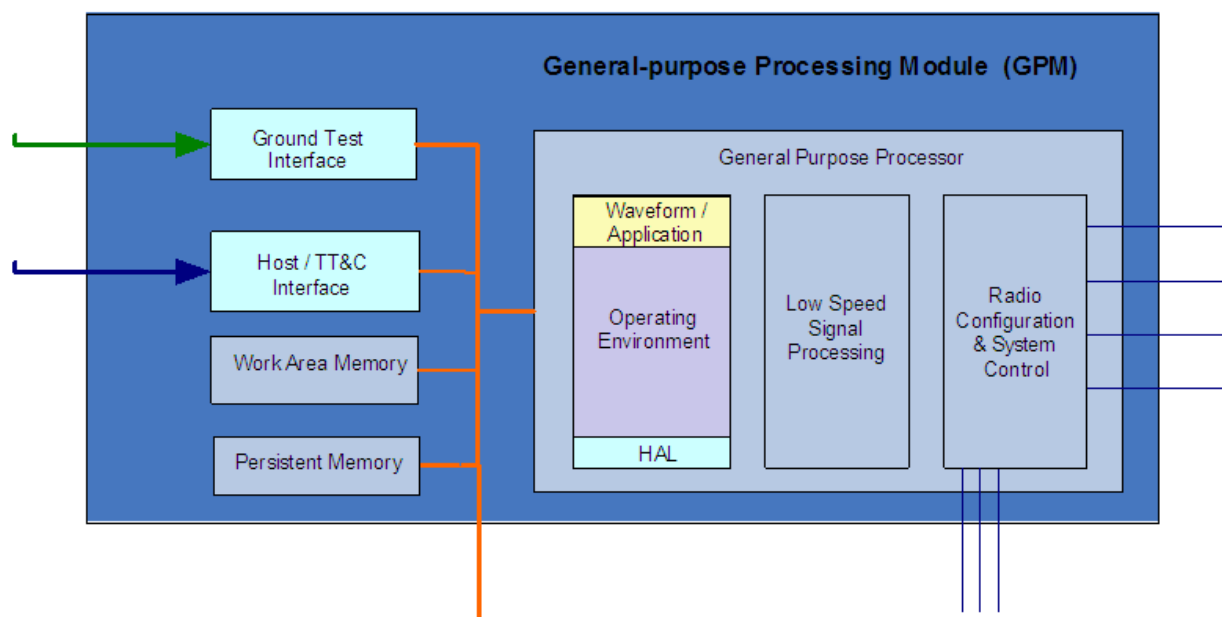 General-purpose Processing Module (GPM)
Ground Test
Interface
Host / TT&C
Interface
Work Area Memory
Persistent Memory
General Purpose Processor
Waveform /
Application
Operating
Environment
HAL
Low Speed
Signal
Processing
Radio
Configuration
& System
Control